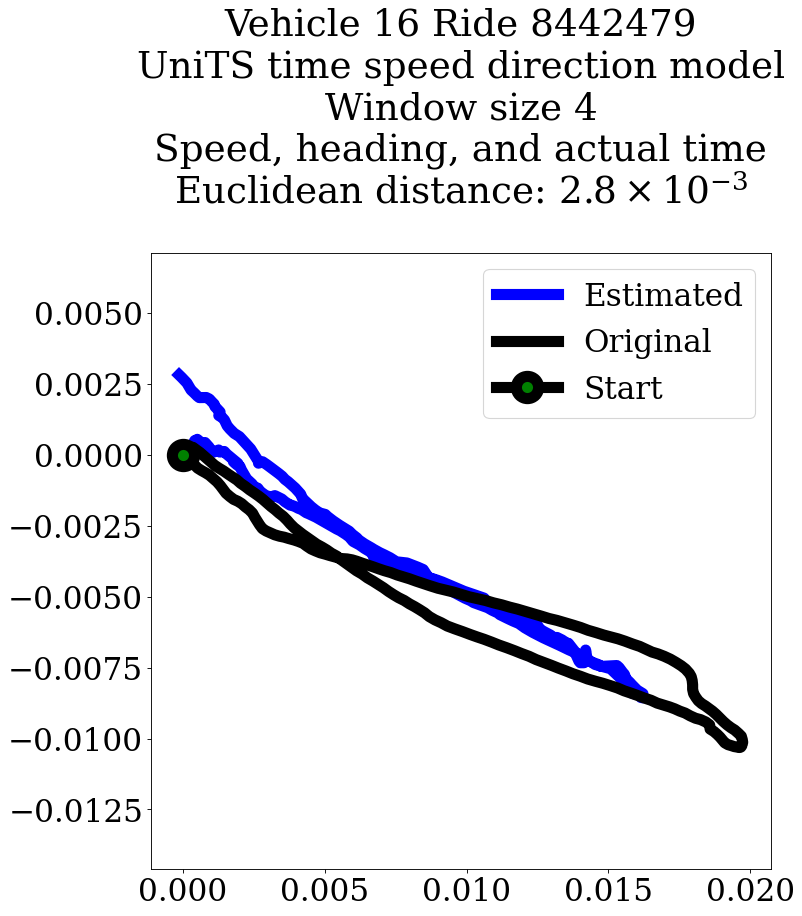 Vehicle 16 Ride 8442479
UniTS time speed direction model
Window size 4
Speed, heading, and actual time
Euclidean distance: 2.8 × 10⁻³
Estimated
Original
Start
0.0050
0.0025
0.0000
−0.0025
−0.0050
−0.0075
−0.0100
−0.0125
0.000 0.005 0.010 0.015 0.020